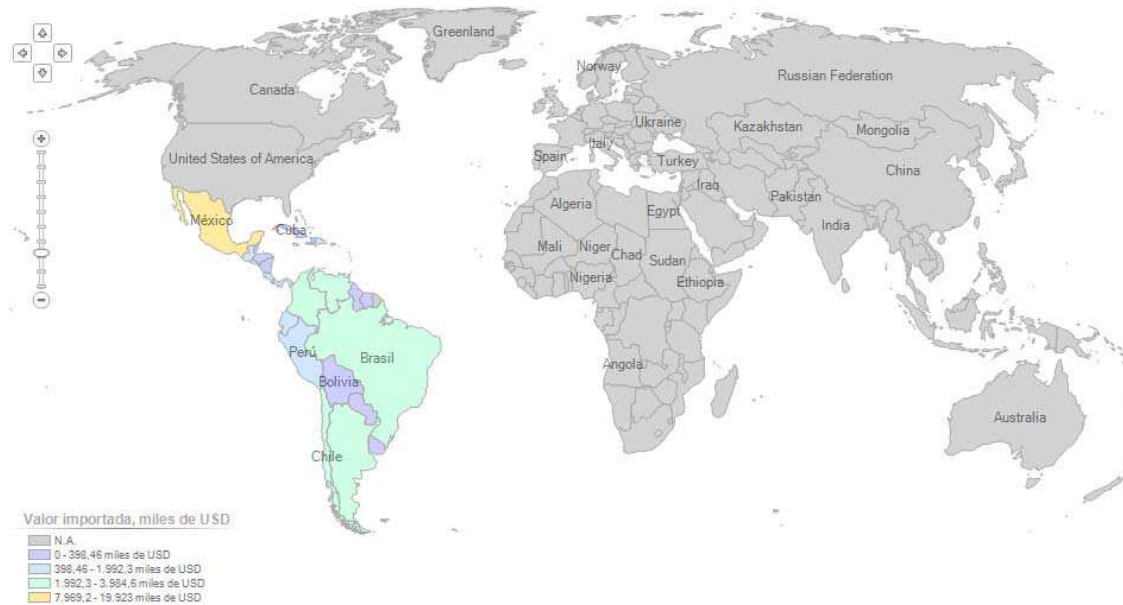 Greenland
Norway
Russian Federation
Canada
Ukraine
Kazakhstan
Mongolia
Italy
United States of America
Spain
Turkey
China
Iraq
Pakistan
Algeria
Egypt
México
India
Cuba
Mali
Niger
Chad
Sudan
Nigeria
Ethiopia
Perú
Brasil
Angola
Bolivia
Australia
Chile
Valor importada, miles de USD
N.A.
0 - 398,46 miles de USD
398,46 - 1.992,3 miles de USD
1.992,3 - 3.984,6 miles de USD
7.969,2 - 19.923 miles de USD